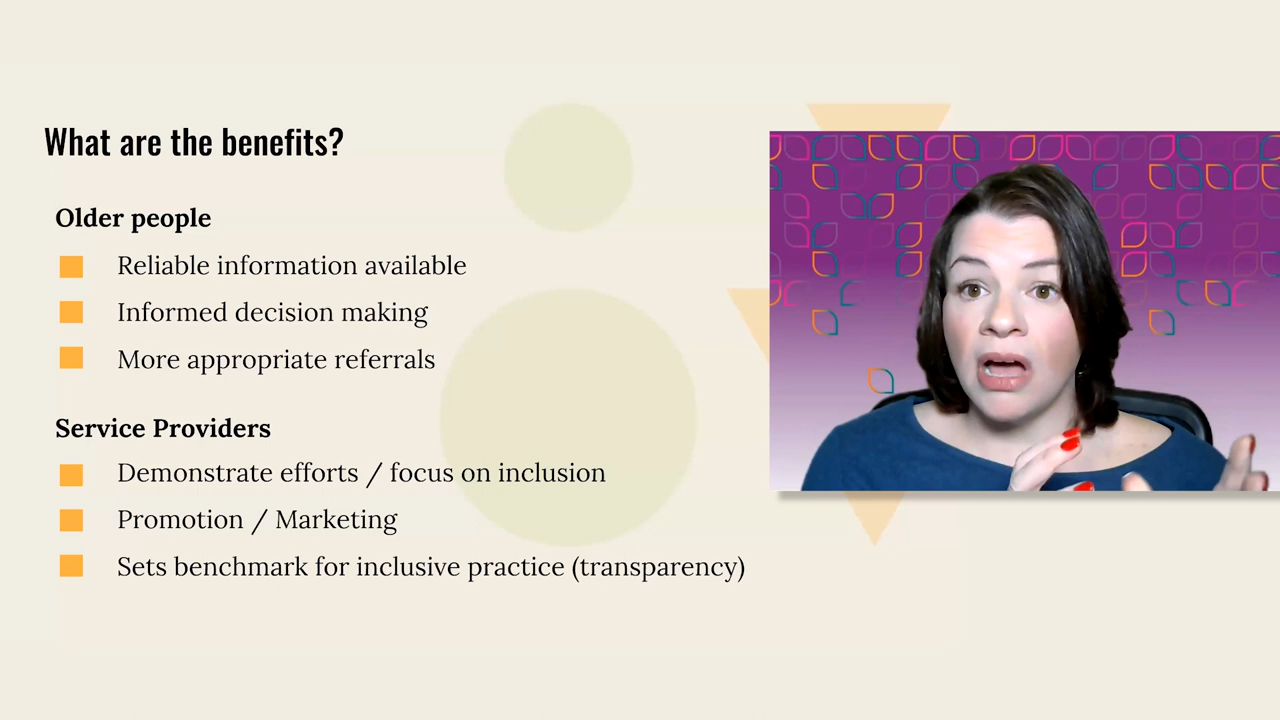 What are the benefits?
Older people
Reliable information available
Informed decision making
More appropriate referrals
Service Providers
Demonstrate efforts / focus on inclusion
Promotion / Marketing
Sets benchmark for inclusive practice (transparency)